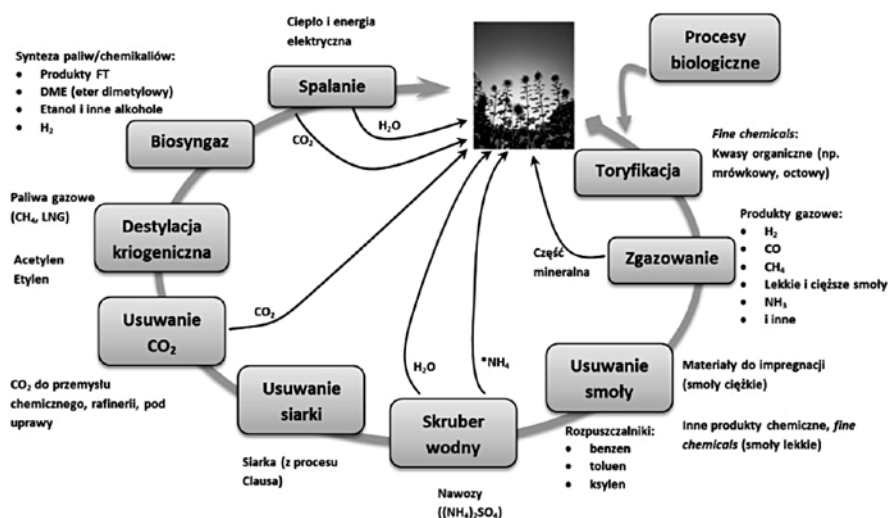 Ciepło i energia
elektryczna
Procesy
biologiczne
Synteza paliw/chemikaliów:
• Produkty FT
• DME (eter dimetylowy)
• Etanol i inne alkohole
• H₂
Spalanie
H₂O
CO₂
Biosyngaz
Fine chemicals:
Kwasy organiczne (np.
mrówkowy, octowy)
Toryfikacja
Paliwa gazowe
(CH₄, LNG)
Destylacja
kriogeniczna
Acetylen
Etylen
Produkty gazowe:
• H₂
• CO
• CH₄
• Lekkie i cięższe smoły
• NH₃
• i inne
Część
mineralna
Zgazowanie
Usuwanie
CO₂
CO₂
CO₂ do przemysłu
chemicznego, rafinerii, pod
uprawy
Usuwanie
siarki
Siarka (z procesu
Clausa)
H₂O
*NH₄
Skruber
wodny
Nawozy
((NH₄)₂SO₄)
Usuwanie
smoły
Materiały do impregnacji
(smoły ciężkie)
Inne produkty chemiczne, fine
chemicals (smoły lekkie)
Rozpuszczalniki:
• benzen
• toluen
• ksylen